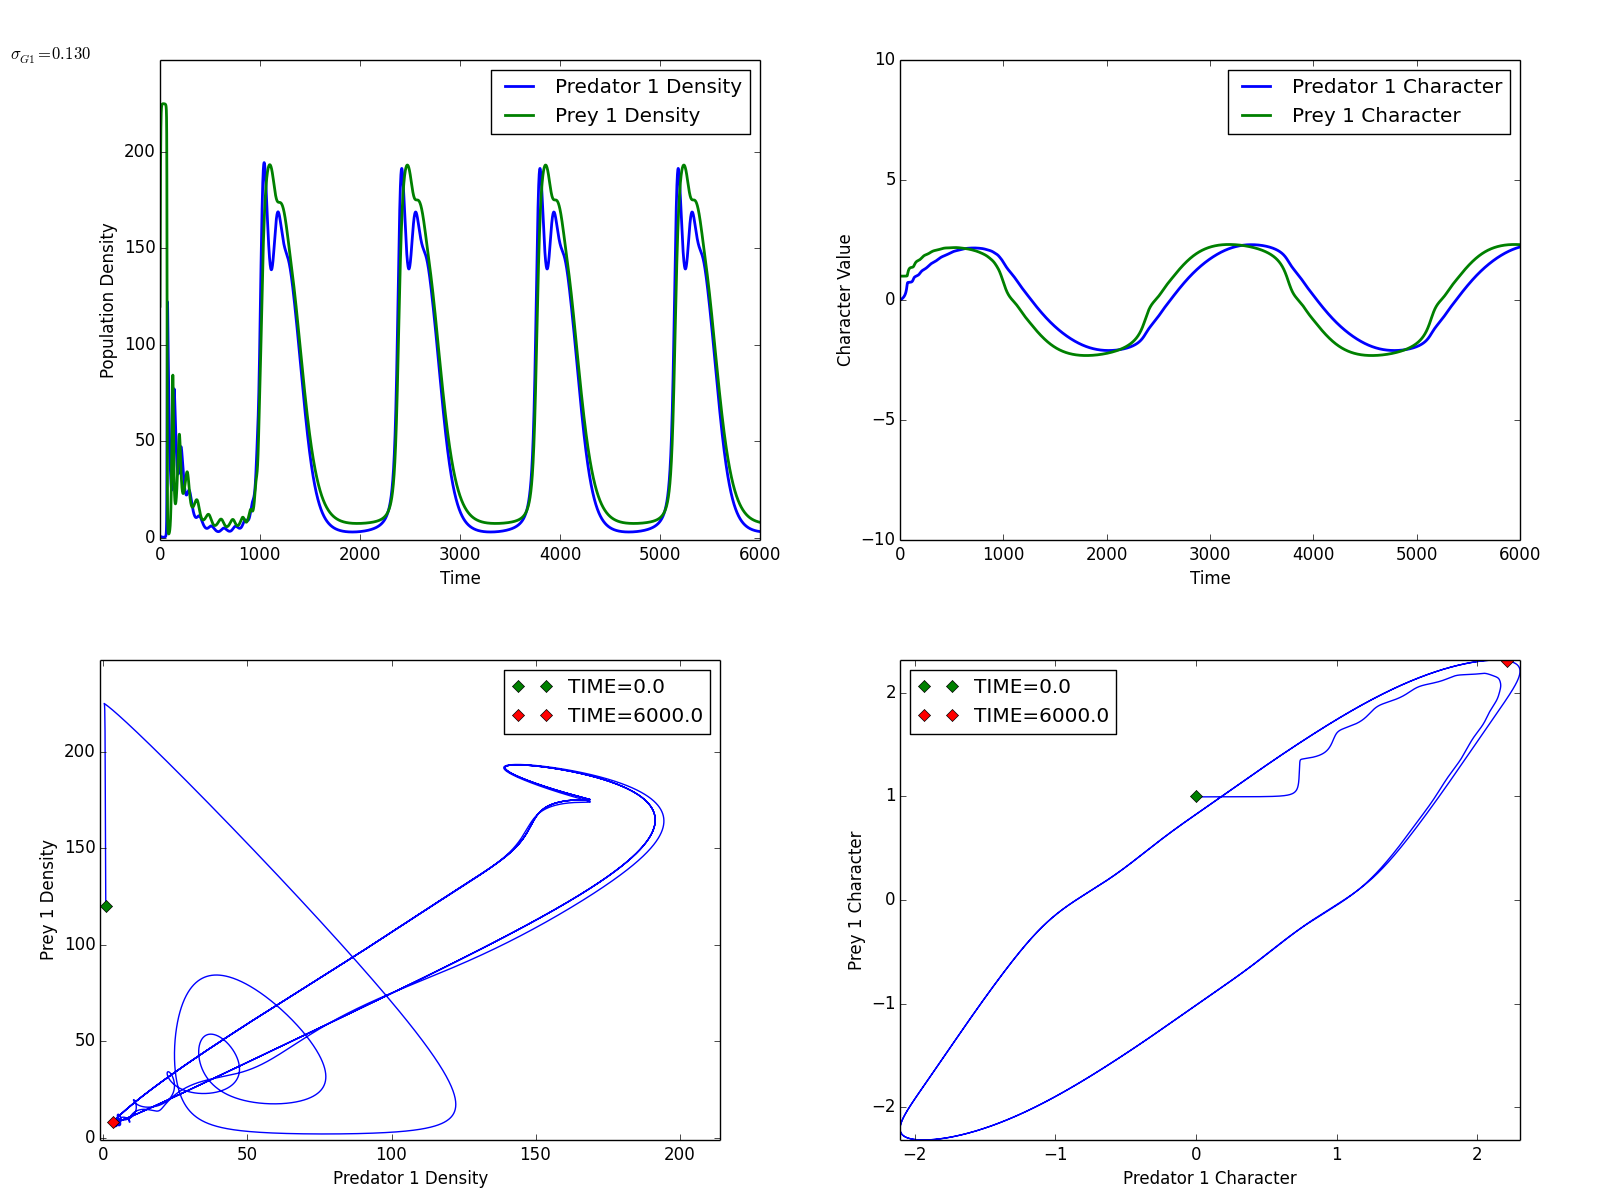 σG1=0.130
Predator 1 Density
Prey 1 Density
200
150
100
50
0
Population Density
0 1000 2000 3000 4000 5000 6000
Time
Predator 1 Character
Prey 1 Character
10
5
0
−5
−10
Character Value
0 1000 2000 3000 4000 5000 6000
Time
TIME=0.0
TIME=6000.0
200
150
100
50
0
Prey 1 Density
0 50 100 150 200
Predator 1 Density
TIME=0.0
TIME=6000.0
2
1
0
−1
−2
Prey 1 Character
−2 −1 0 1 2
Predator 1 Character